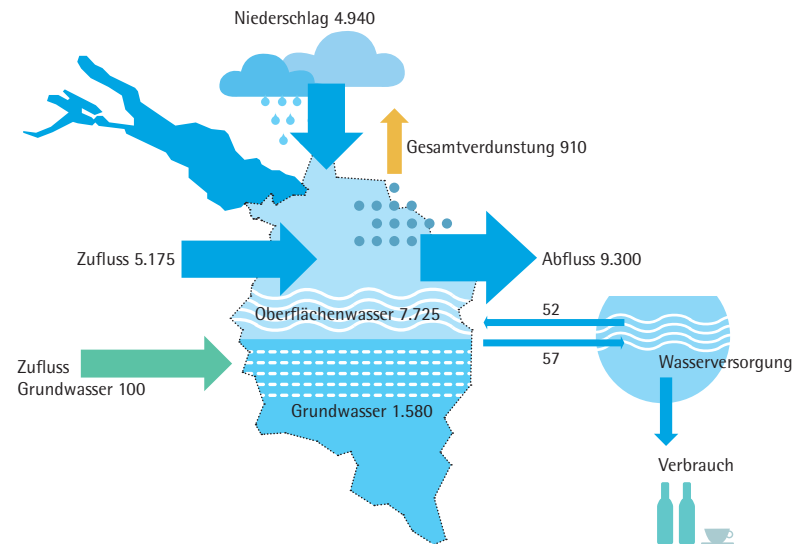 Niederschlag 4.940
Gesamtverdunstung 910
Zufluss 5.175
Abfluss 9.300
Oberflächenwasser 7.725
52
57
Wasserversorgung
Zufluss
Grundwasser 100
Grundwasser 1.580
Verbrauch